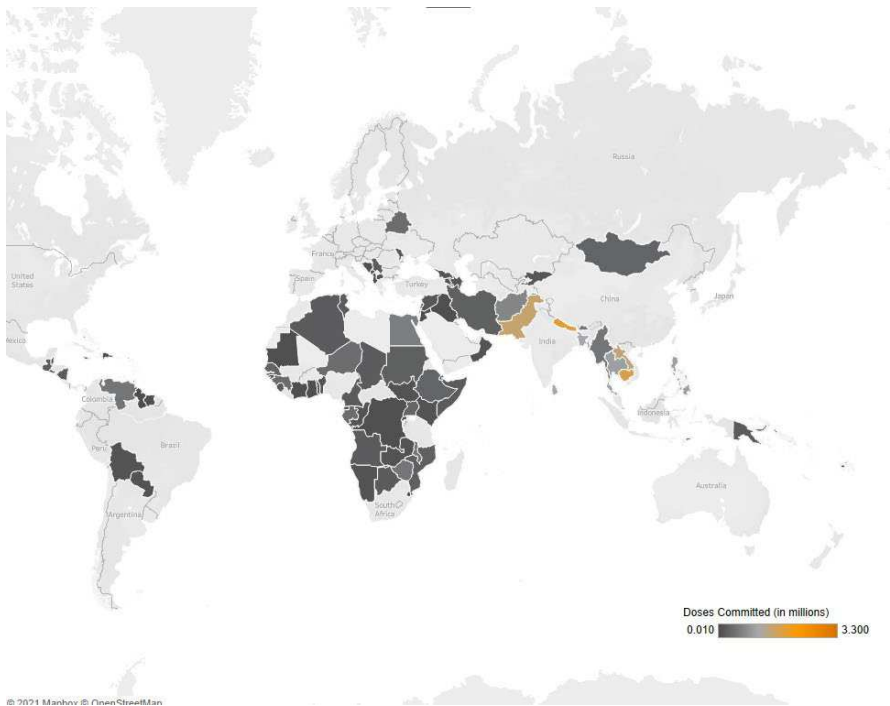 Russia
United
States
France
Spain
Turkey
China
Japan
Mexico
India
Colombia
Indonesia
Peru
Brazil
Australia
South
Africa
Argentina
Doses Committed (in millions)
0.010
3.300
© 2021 Mapbox © OpenStreetMap